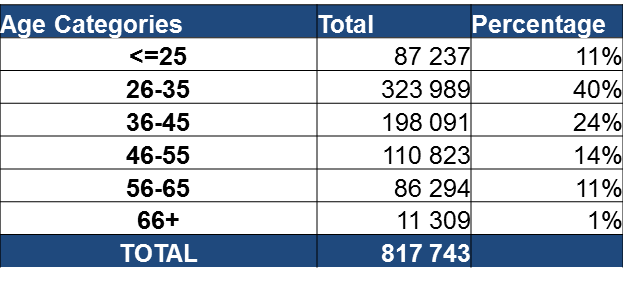 Age Categories Total Percentage
<=25 87 237 11%
26-35 323 989 40%
36-45 198 091 24%
46-55 110 823 14%
56-65 86 294 11%
66+ 11 309 1%
TOTAL 817 743